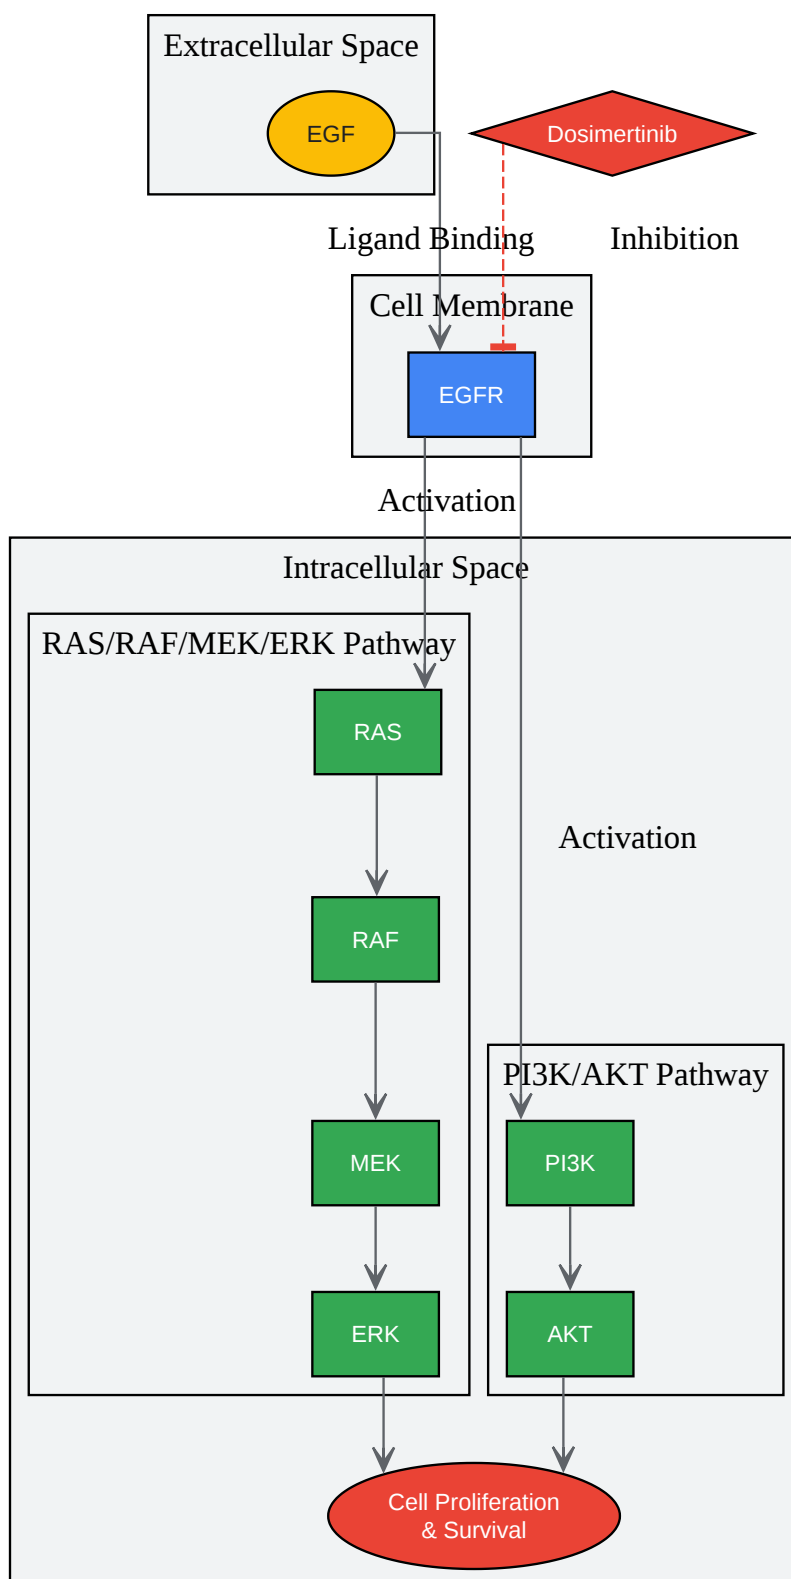 Extracellular Space
EGF
Dosimertinib
Ligand Binding
Inhibition
Cell Membrane
EGFR
Activation
Intracellular Space
RAS/RAF/MEK/ERK Pathway
RAS
Activation
RAF
PI3K/AKT Pathway
MEK
PI3K
ERK
AKT
Cell Proliferation
& Survival